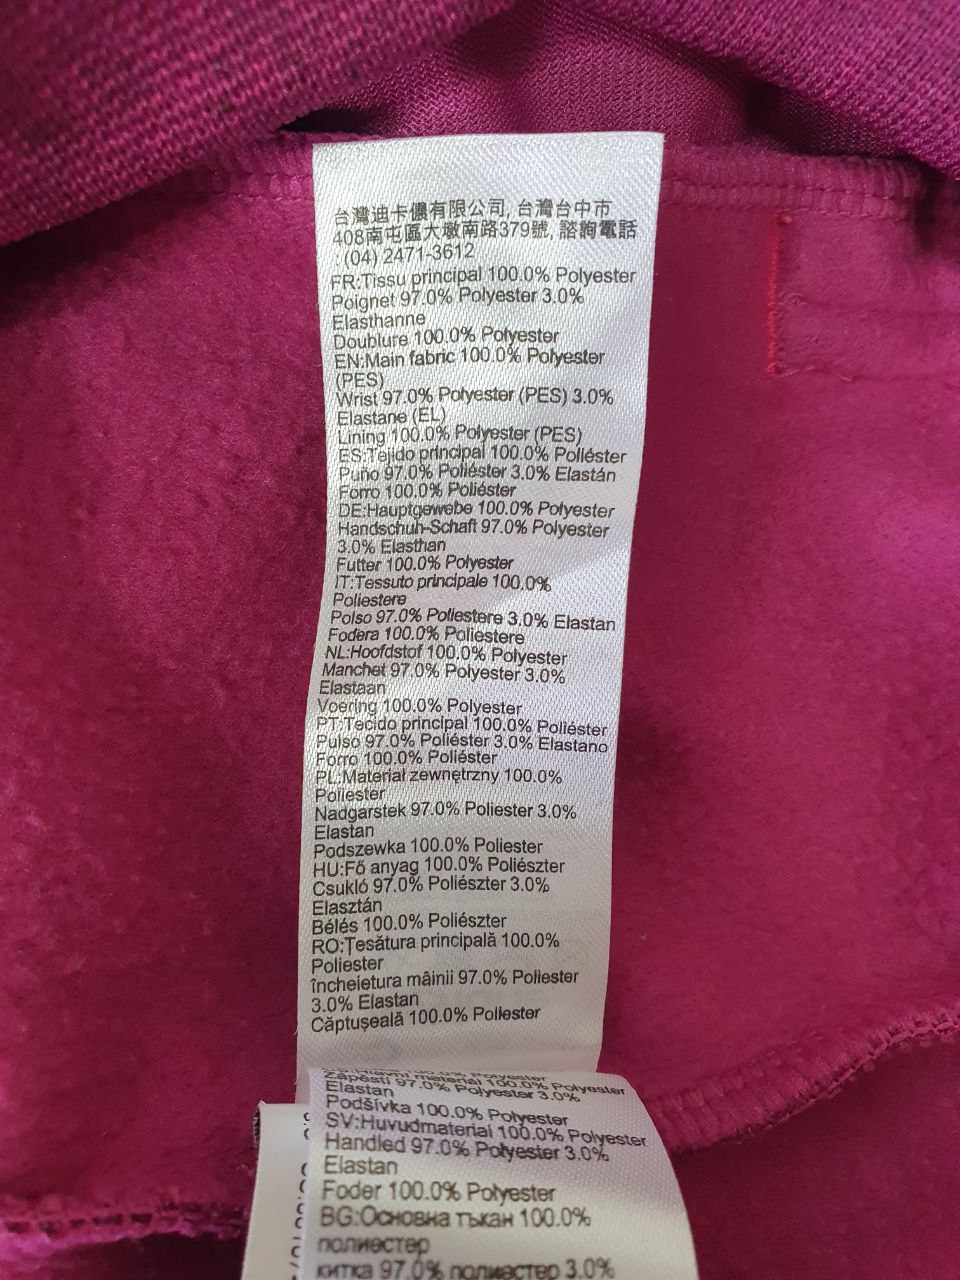 台灣迪卡儂有限公司, 台灣台中市
408南屯區大墩南路379號, 諮詢電話
: (04) 2471-3612
FR:Tissu principal 100.0% Polyester
Poignet 97.0% Polyester 3.0%
Elasthanne
Doublure 100.0% Polyester
EN:Main fabric 100.0% Polyester
(PES)
Wrist 97.0% Polyester (PES) 3.0%
Elastane (EL)
Lining 100.0% Polyester (PES)
ES:Tejido principal 100.0% Poliéster
Puño 97.0% Poliéster 3.0% Elastán
Forro 100.0% Poliéster
DE:Hauptgewebe 100.0% Polyester
Handschuh-Schaft 97.0% Polyester
3.0% Elasthan
Futter 100.0% Polyester
IT:Tessuto principale 100.0%
Poliestere
Polso 97.0% Poliestere 3.0% Elastan
Fodera 100.0% Poliestere
NL:Hoofdstof 100.0% Polyester
Manchet 97.0% Polyester 3.0%
Elastaan
Voering 100.0% Polyester
PT:Tecido principal 100.0% Poliéster
Pulso 97.0% Poliéster 3.0% Elastano
Forro 100.0% Poliéster
PL:Materiał zewnętrzny 100.0%
Poliester
Nadgarstek 97.0% Poliester 3.0%
Elastan
Podszewka 100.0% Poliester
HU:Fő anyag 100.0% Poliészter
Csukló 97.0% Poliészter 3.0%
Elasztán
Bélés 100.0% Poliészter
RO:Țesătura principală 100.0%
Poliester
încheietura mâinii 97.0% Poliester
3.0% Elastan
Căptușeală 100.0% Poliester
materiál 100.0% Polyester
Zápěstí 97.0% Polyester 3.0%
Elastan
Podšívka 100.0% Polyester
SV:Huvudmaterial 100.0% Polyester
Handled 97.0% Polyester 3.0%
Elastan
Foder 100.0% Polyester
BG:Основна тъкан 100.0%
полиестер
китка 97.0% полиестер 3.0%